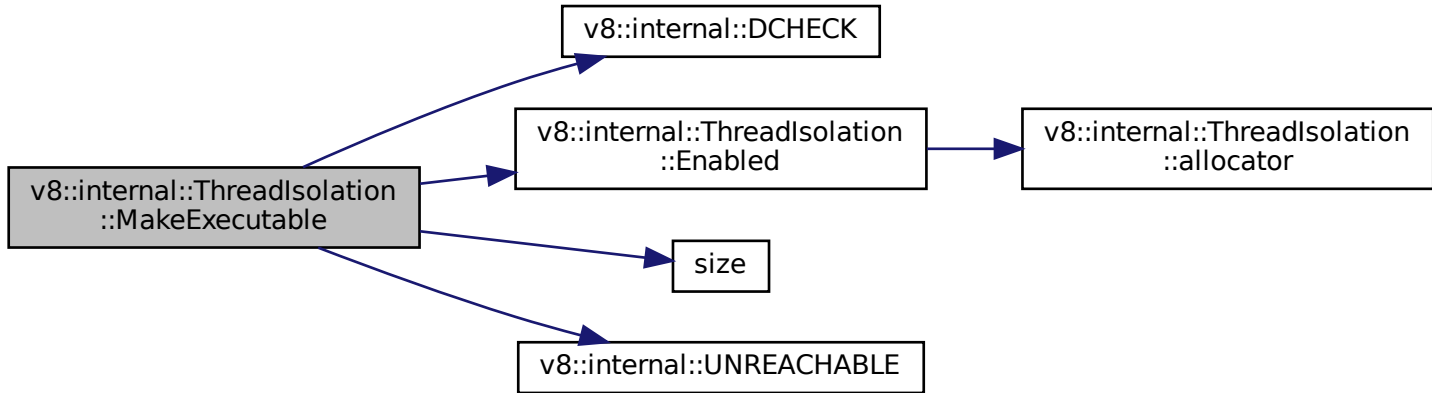 v8::internal::DCHECK
v8::internal::ThreadIsolation
::Enabled
v8::internal::ThreadIsolation
::allocator
v8::internal::ThreadIsolation
::MakeExecutable
size
v8::internal::UNREACHABLE